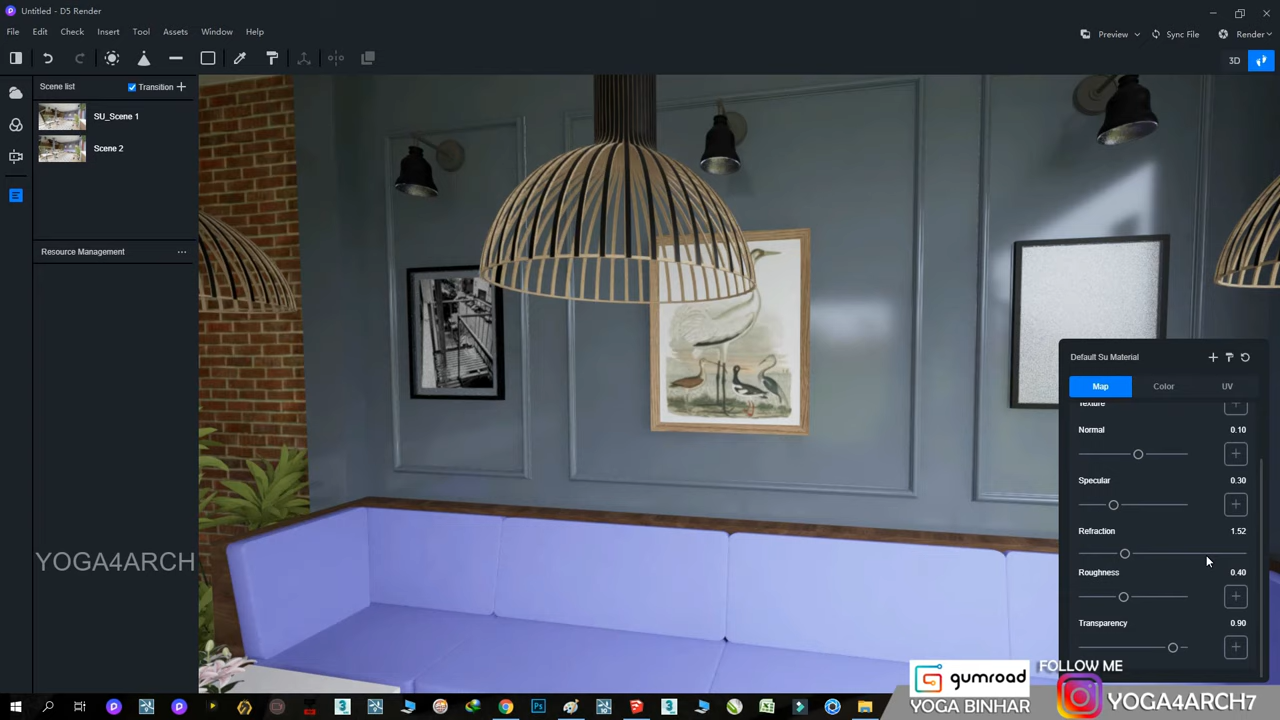 Untitled - D5 Render
File Edit Check Insert Tool Assets Window Help
Preview Sync File Render
3D
Scene list Transition
SU_Scene 1
Scene 2
Resource Management
Default Su Material
Map Color UV
Texture
Normal 0.10
Specular 0.30
Refraction 1.52
Roughness 0.40
Transparency 0.90
YOGA4ARCH
gumroad
YOGA BINHAR
FOLLOW ME
YOGA4ARCH7